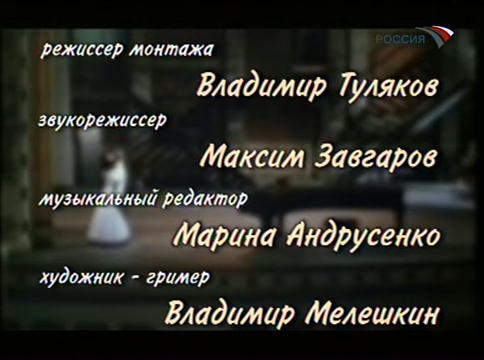 РОССИЯ
режиссер монтажа
Владимир Туляков
звукорежиссер
Максим Завгаров
музыкальный редактор
Марина Андрусенко
художник - гример
Владимир Мелешкин